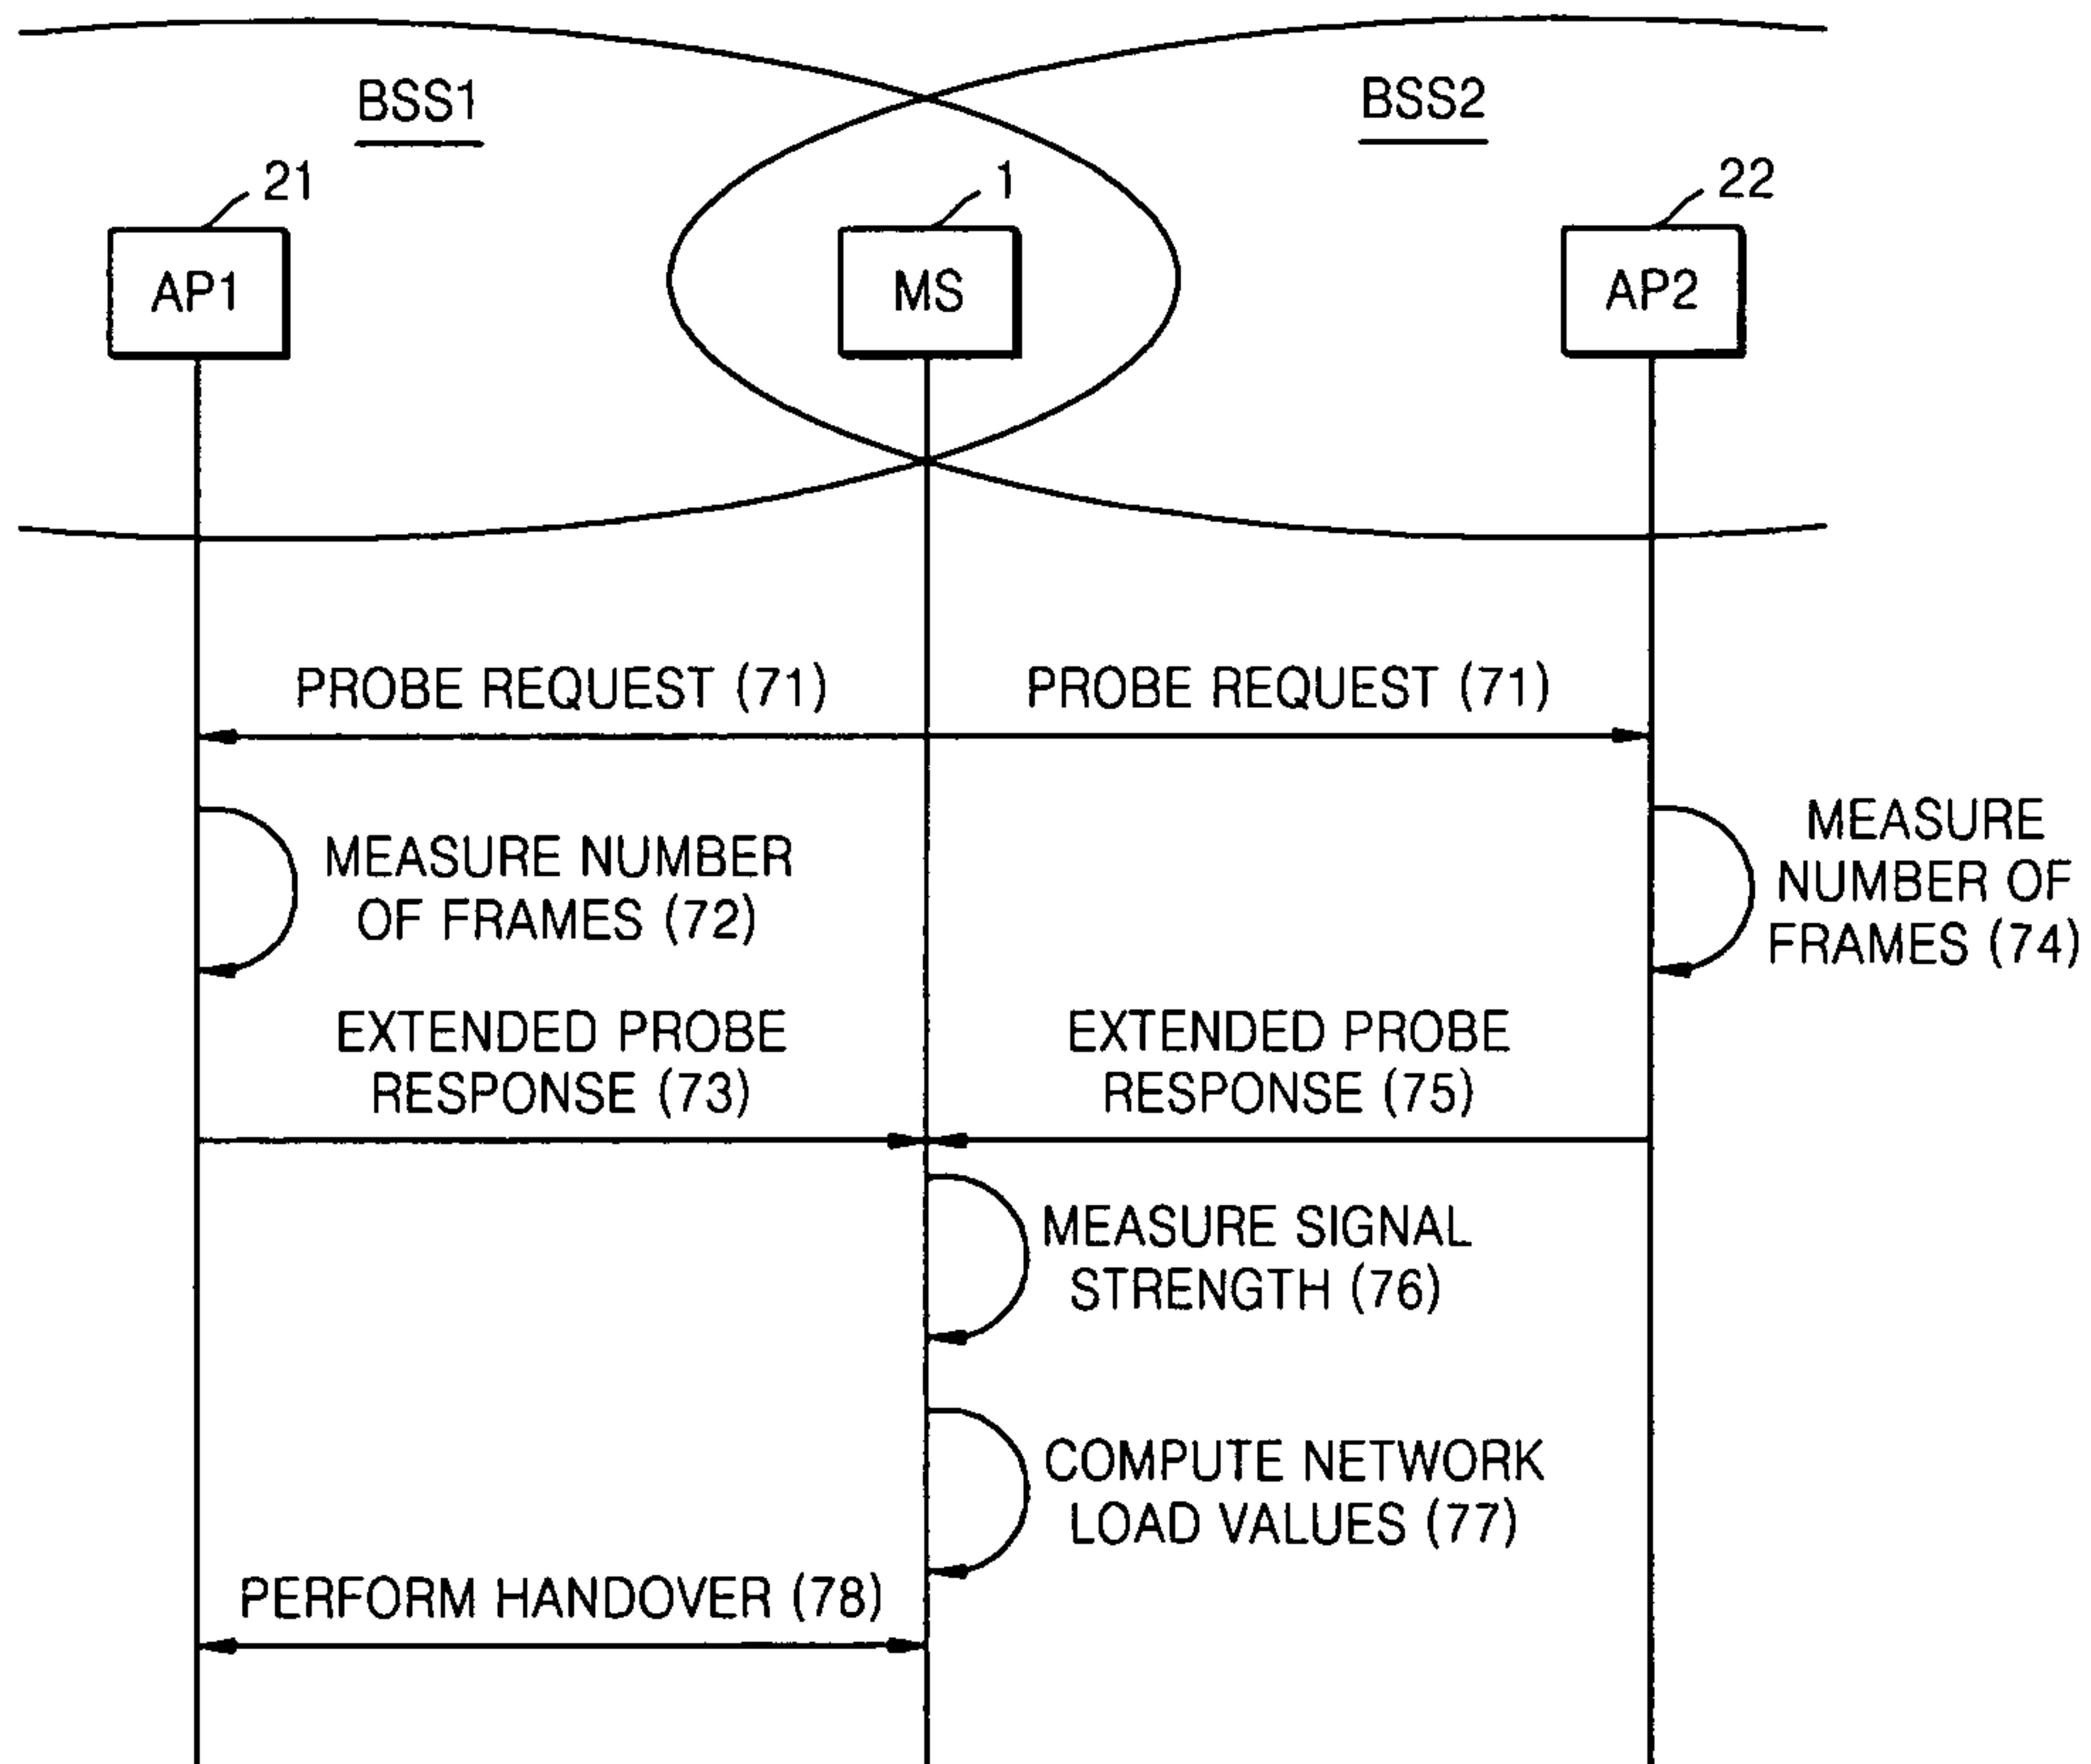 BSS1
BSS2
21
1
22
AP1
MS
AP2
PROBE REQUEST (71)
PROBE REQUEST (71)
MEASURE NUMBER
OF FRAMES (72)
MEASURE
NUMBER OF
FRAMES (74)
EXTENDED PROBE
RESPONSE (73)
EXTENDED PROBE
RESPONSE (75)
MEASURE SIGNAL
STRENGTH (76)
COMPUTE NETWORK
LOAD VALUES (77)
PERFORM HANDOVER (78)